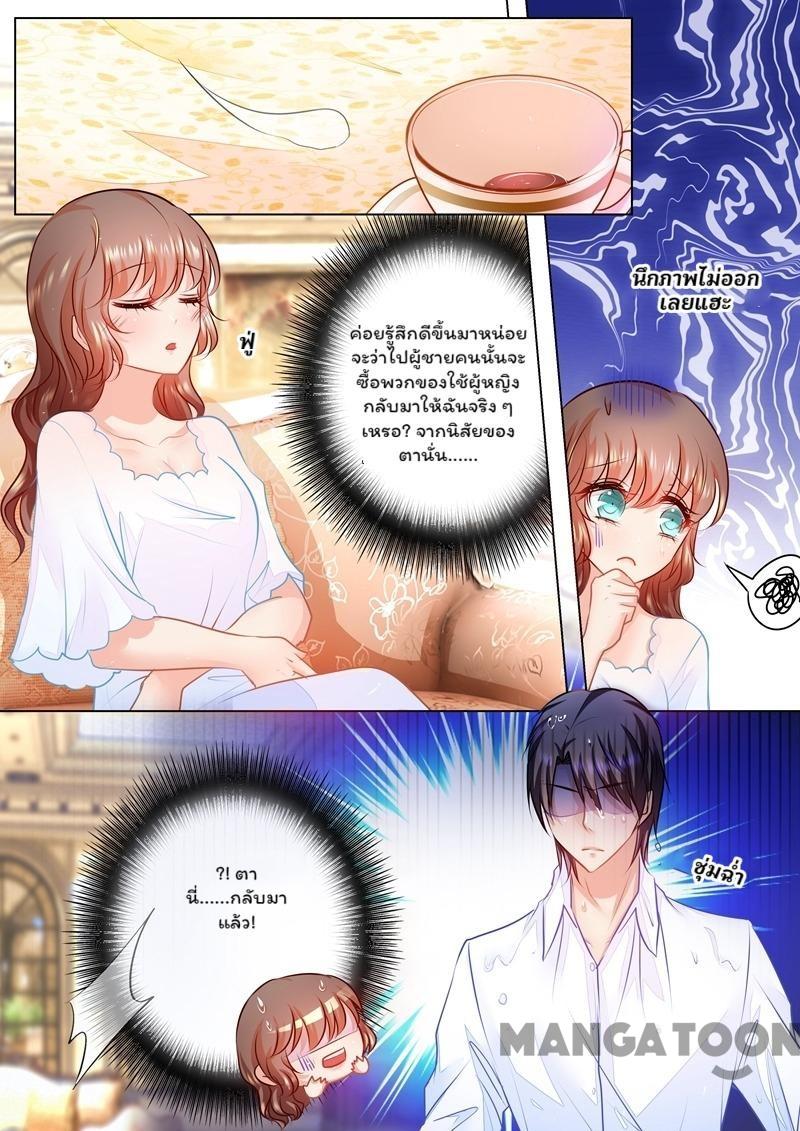 ฟู่
ค่อยรู้สึกดีขึ้นมาหน่อย
จะว่าไปผู้ชายคนนั้นจะ
ซื้อพวกของใช้ผู้หญิง
กลับมาให้ฉันจริง ๆ
เหรอ? จากนิสัยของ
ตานั่น......
นึกภาพไม่ออก
เลยแฮะ
?! ตา
นี่......กลับมา
แล้ว!
ชุ่มฉ่ำ
MANGATOON